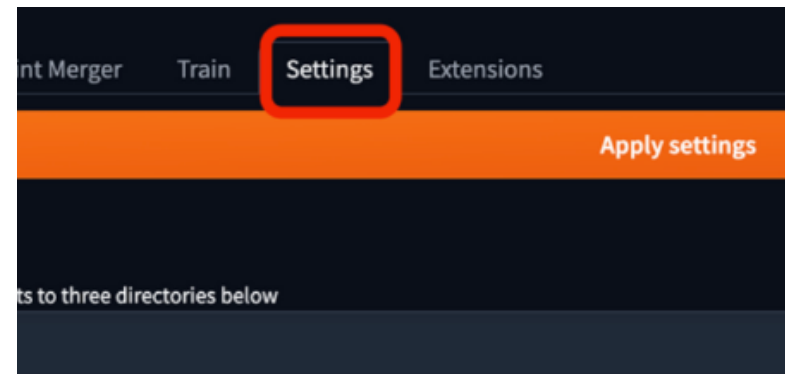 int Merger Train Settings Extensions
Apply settings
ts to three directories below